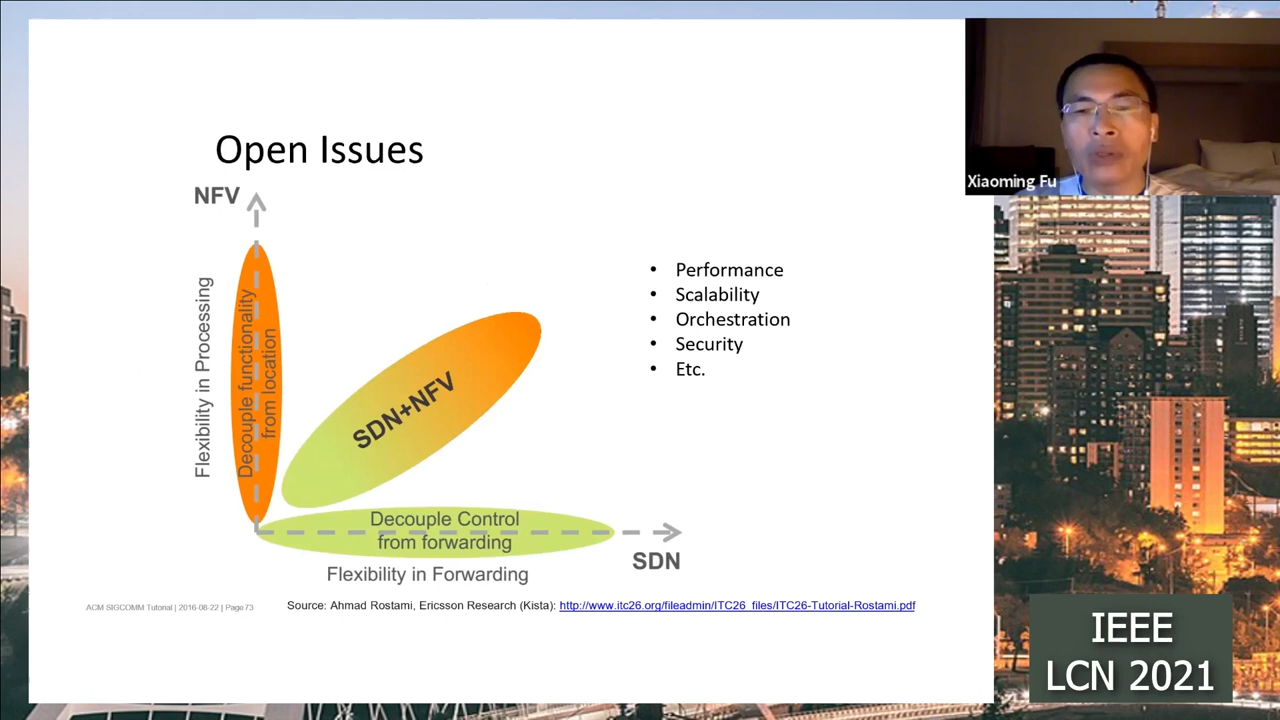 Open Issues
NFV
Flexibility in Processing
Decouple functionality
from location
SDN+NFV
Decouple Control
from forwarding
SDN
Flexibility in Forwarding
• Performance
• Scalability
• Orchestration
• Security
• Etc.
ACM SIGCOMM Tutorial | 2016-08-22 | Page 73
Source: Ahmad Rostami, Ericsson Research (Kista): http://www.itc26.org/fileadmin/ITC26_files/ITC26-Tutorial-Rostami.pdf
Xiaoming Fu
IEEE
LCN 2021